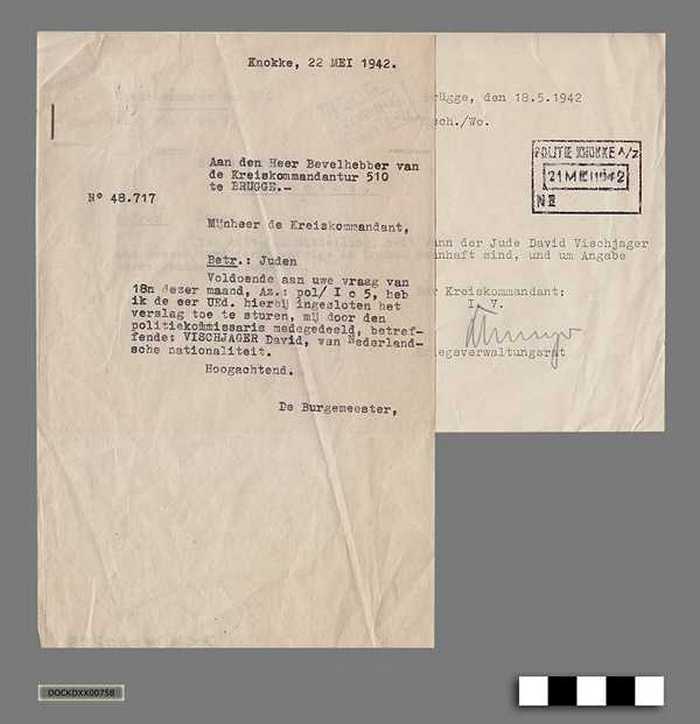 Knokke, 22 MEI 1942.
Aan den Heer Bevelhebber van
de Kreiskommandantur 510
te BRUGGE.-
N° 48.717
Mijnheer de Kreiskommandant,
Betr.: Juden
Voldoende aan uwe vraag van
18n dezer maand, Az.: pol/ I c 5, heb
ik de eer UEd. hierbij ingesloten het
verslag toe te sturen, mij door den
politiekommissaris medegedeeld, betref-
fende: VISCHJAGER David, van Nederland-
sche nationaliteit.
Hoogachtend.
De Burgemeester,
rügge, den 18.5.1942
sch./Wo.
POLITIE KNOKKE A/Z
21 MEI 1942
NE
ann der Jude David Vischjager
nhaft sind, und um Angabe
r Kreiskommandant:
I. V.
iegsverwaltungsrat
DOCKDXX00758